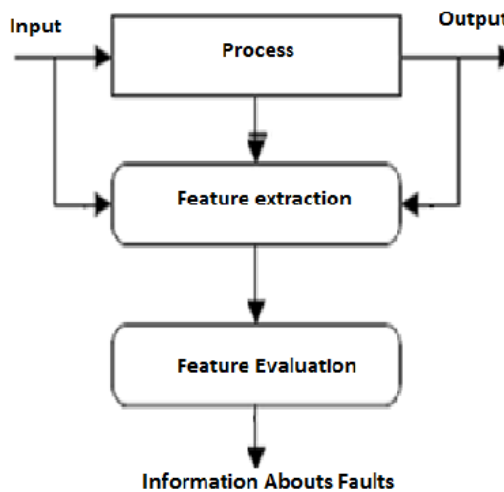 Input
Output
Process
Feature extraction
Feature Evaluation
Information Abouts Faults